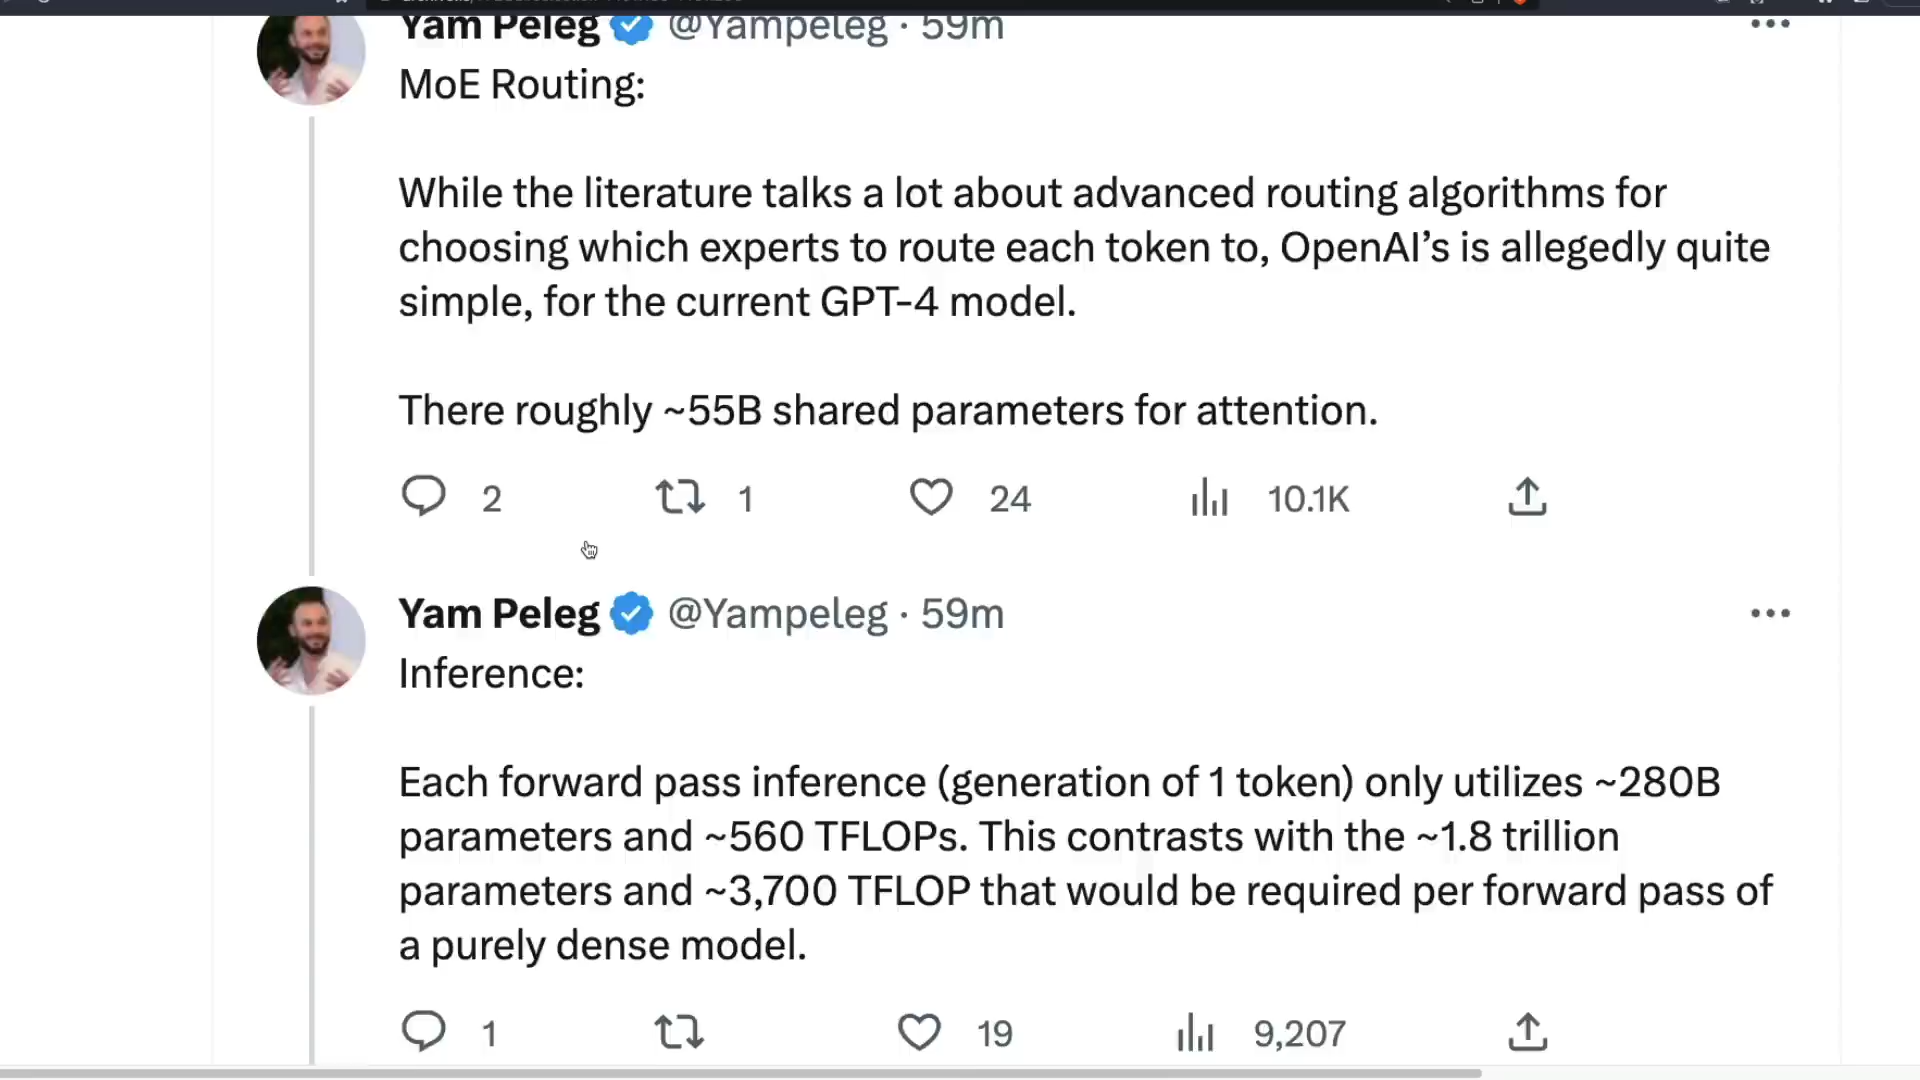 Yam Peleg @Yampeleg · 59m
MoE Routing:
While the literature talks a lot about advanced routing algorithms for
choosing which experts to route each token to, OpenAI’s is allegedly quite
simple, for the current GPT-4 model.
There roughly ~55B shared parameters for attention.
2 1 24 10.1K
Yam Peleg @Yampeleg · 59m
Inference:
Each forward pass inference (generation of 1 token) only utilizes ~280B
parameters and ~560 TFLOPs. This contrasts with the ~1.8 trillion
parameters and ~3,700 TFLOP that would be required per forward pass of
a purely dense model.
1 19 9,207